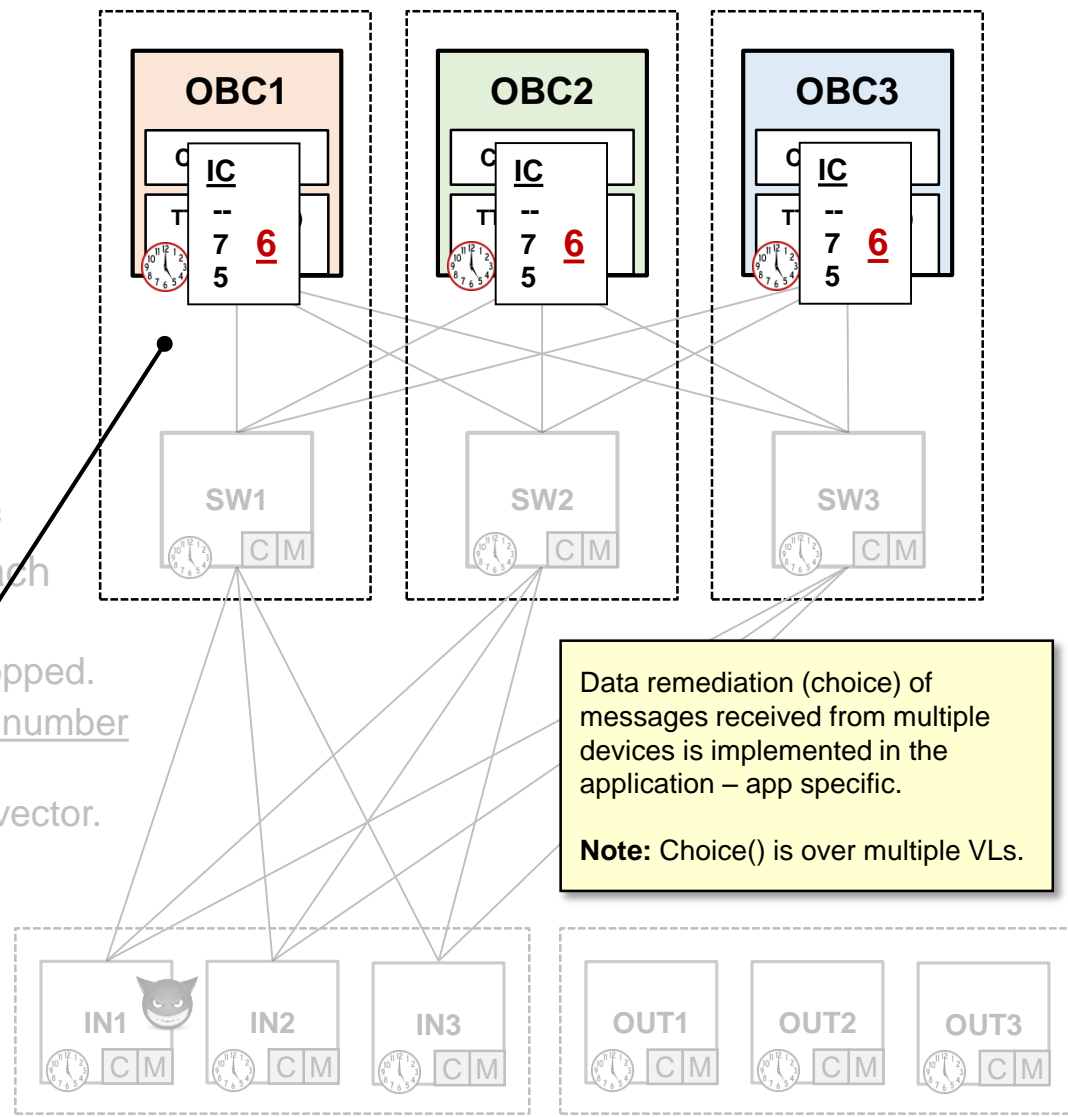 OBC1
OBC2
OBC3
C
IC
--
7
5
6
C
IC
--
7
5
6
C
IC
--
7
5
6
SW1
SW2
SW3
C M
C M
C M
opped.
number
vector.
Data remediation (choice) of
messages received from multiple
devices is implemented in the
application – app specific.
Note: Choice() is over multiple VLs.
IN1
IN2
IN3
OUT1
OUT2
OUT3
C M
C M
C M
C M
C M
C M